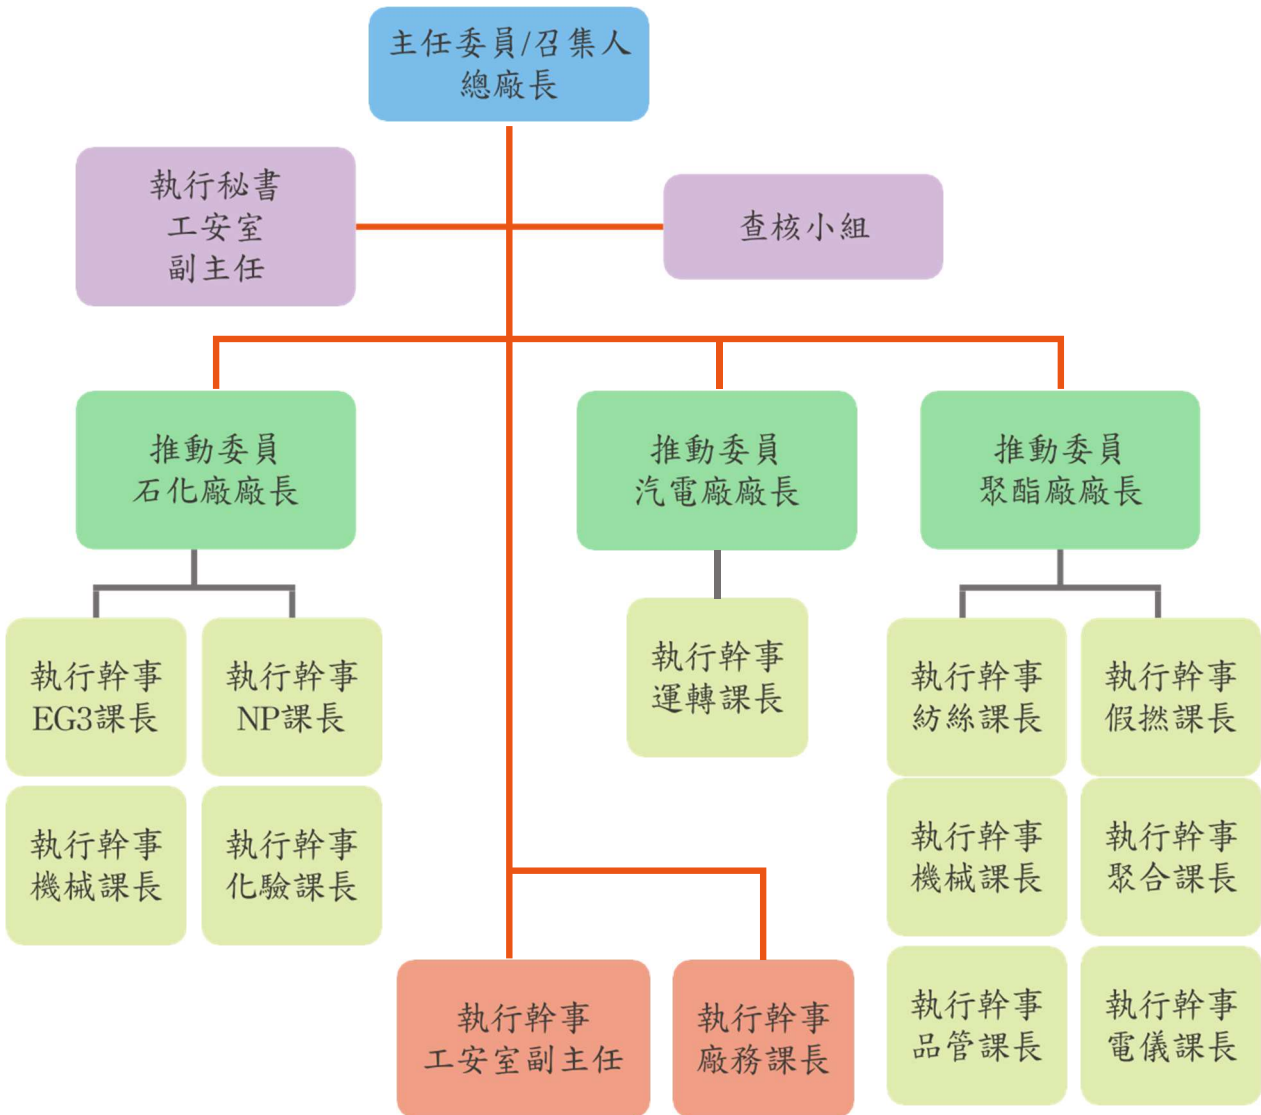 主任委員/召集人
總廠長
執行秘書
工安室
副主任
查核小組
推動委員
石化廠廠長
推動委員
汽電廠廠長
推動委員
聚酯廠廠長
執行幹事
EG3課長
執行幹事
NP課長
執行幹事
機械課長
執行幹事
化驗課長
執行幹事
運轉課長
執行幹事
紡絲課長
執行幹事
假撚課長
執行幹事
機械課長
執行幹事
聚合課長
執行幹事
品管課長
執行幹事
電儀課長
執行幹事
工安室副主任
執行幹事
廠務課長